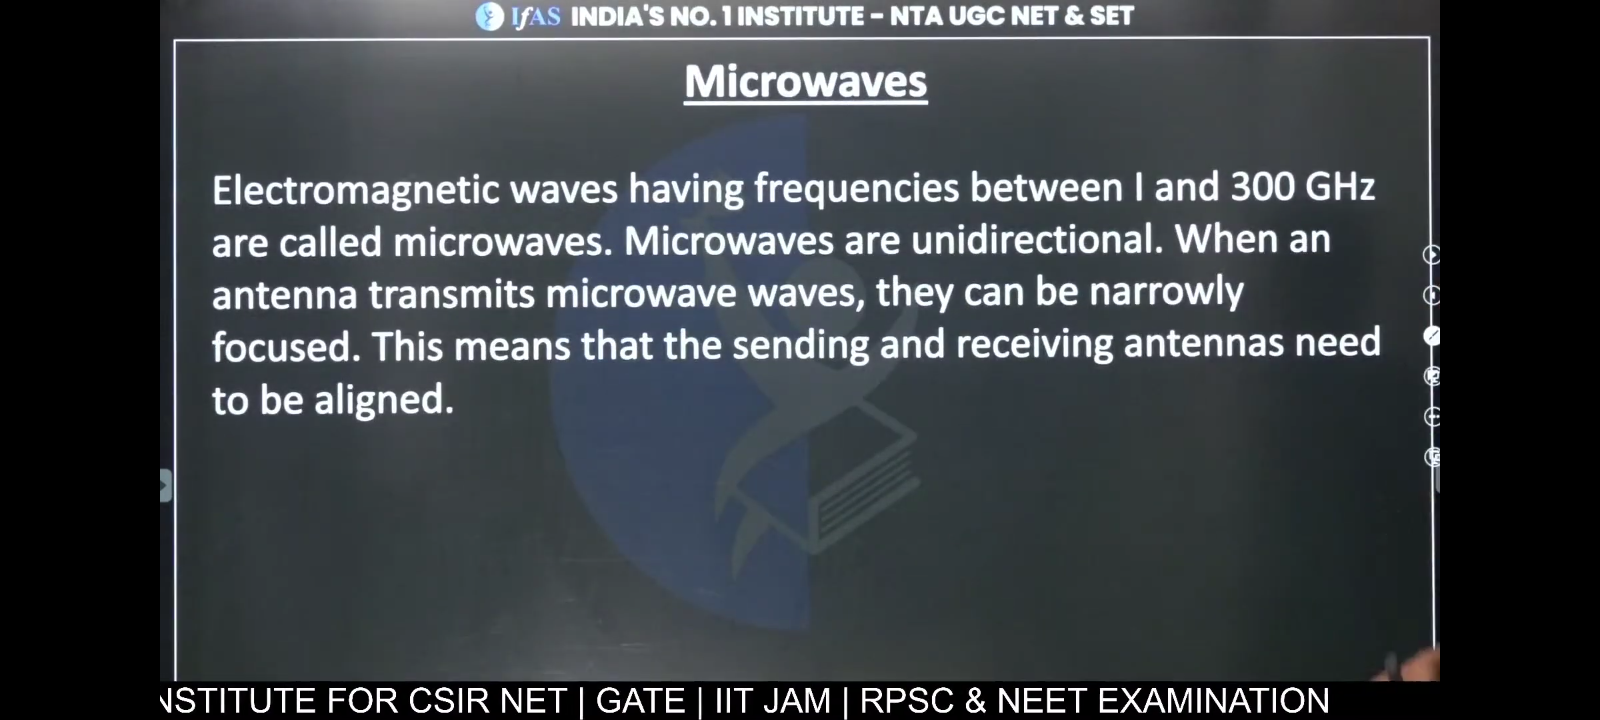 IfAS INDIA'S NO. 1 INSTITUTE – NTA UGC NET & SET
Microwaves
Electromagnetic waves having frequencies between I and 300 GHz
are called microwaves. Microwaves are unidirectional. When an
antenna transmits microwave waves, they can be narrowly
focused. This means that the sending and receiving antennas need
to be aligned.
NSTITUTE FOR CSIR NET | GATE | IIT JAM | RPSC & NEET EXAMINATION